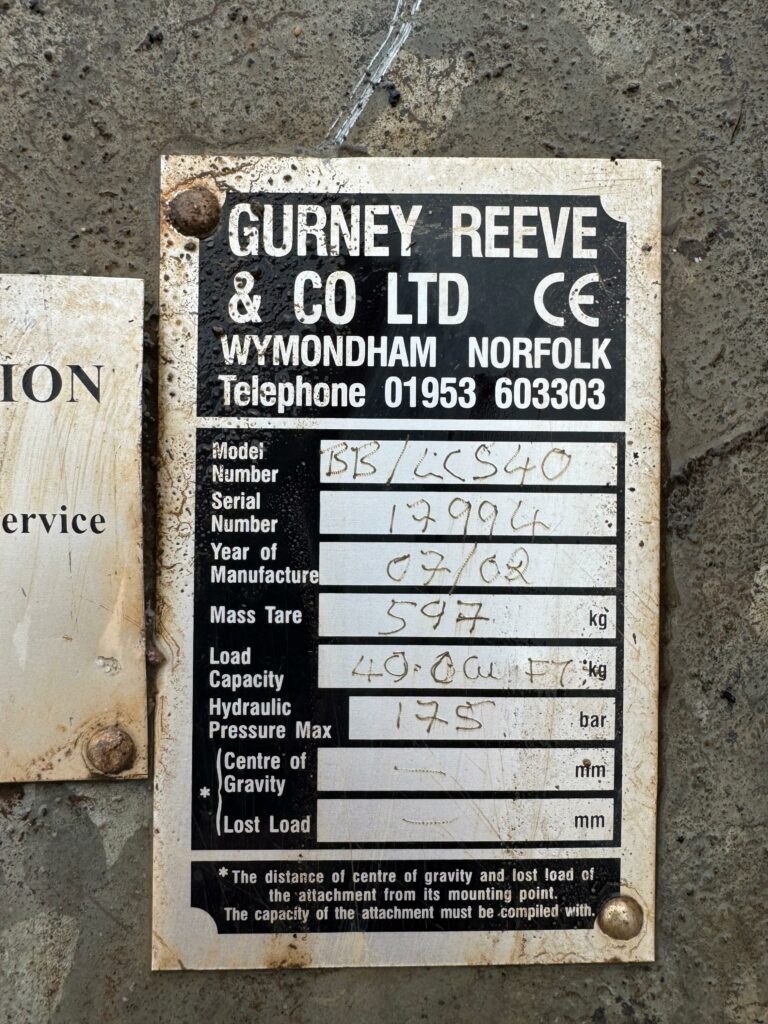 GURNEY REEVE
& CO LTD CE
WYMONDHAM NORFOLK
Telephone 01953 603303
ION
ervice
Model
Number BB/LCS40
Serial
Number 17994
Year of
Manufacture 07/02
Mass Tare 597 kg
Load
Capacity 40.0CU FT kg
Hydraulic
Pressure Max 175 bar
* Centre of
Gravity — mm
Lost Load — mm
* The distance of centre of gravity and lost load of
the attachment from its mounting point.
The capacity of the attachment must be compiled with.